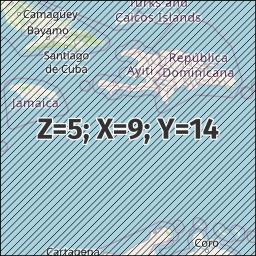 Turks and
Caicos Islands
Camagüey
Bayamo
Santiago
de Cuba
Ayiti
República
Dominicana
Jamaica
Z=5; X=9; Y=14
Coro
Cartagena